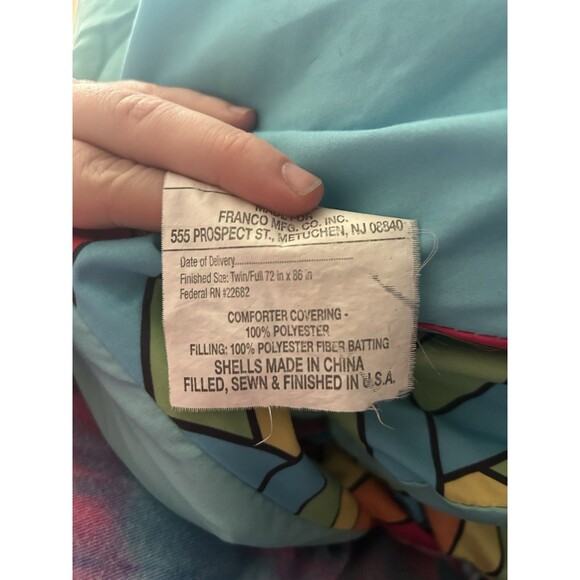 MADE FOR
FRANCO MFG. CO. INC.
555 PROSPECT ST., METUCHEN, NJ 08840
Date of Delivery
Finished Size: Twin/Full 72 in x 86 in
Federal RN #22682
COMFORTER COVERING -
100% POLYESTER
FILLING: 100% POLYESTER FIBER BATTING
SHELLS MADE IN CHINA
FILLED, SEWN & FINISHED IN U.S.A.